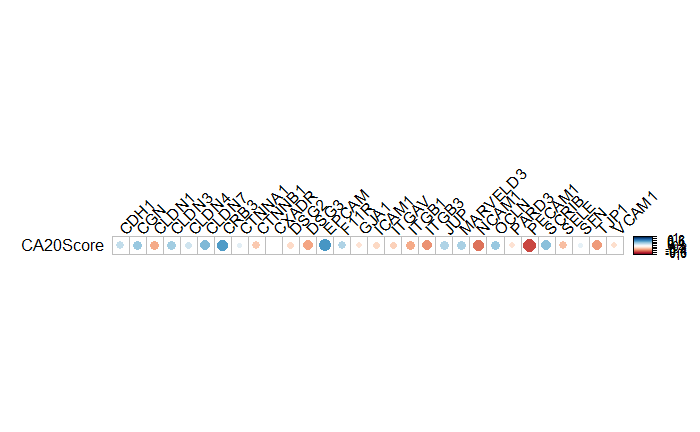 CDH1
CGN
CLDN1
CLDN3
CLDN4
CLDN7
CRB3
CTNNA1
CTNNB1
CXADR
DSG2
DSG3
EPCAM
F11R
GJA1
ICAM1
ITGAV
ITGB1
ITGB3
JUP
MARVELD3
NCAM1
OCLN
PARD3
PECAM1
SCRIB
SELE
SFN
TJP1
VCAM1
CA20Score